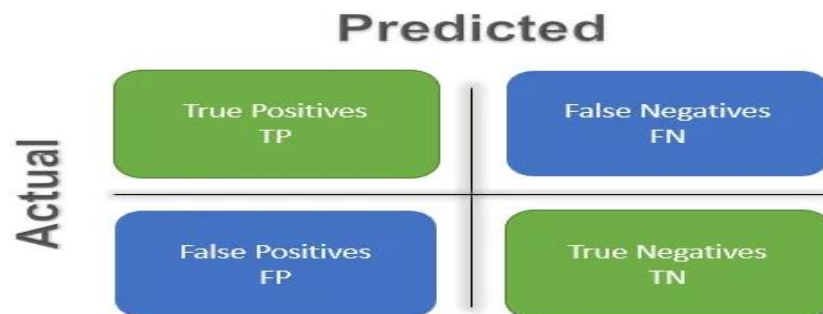 Predicted
Actual
True Positives
TP
False Negatives
FN
False Positives
FP
True Negatives
TN